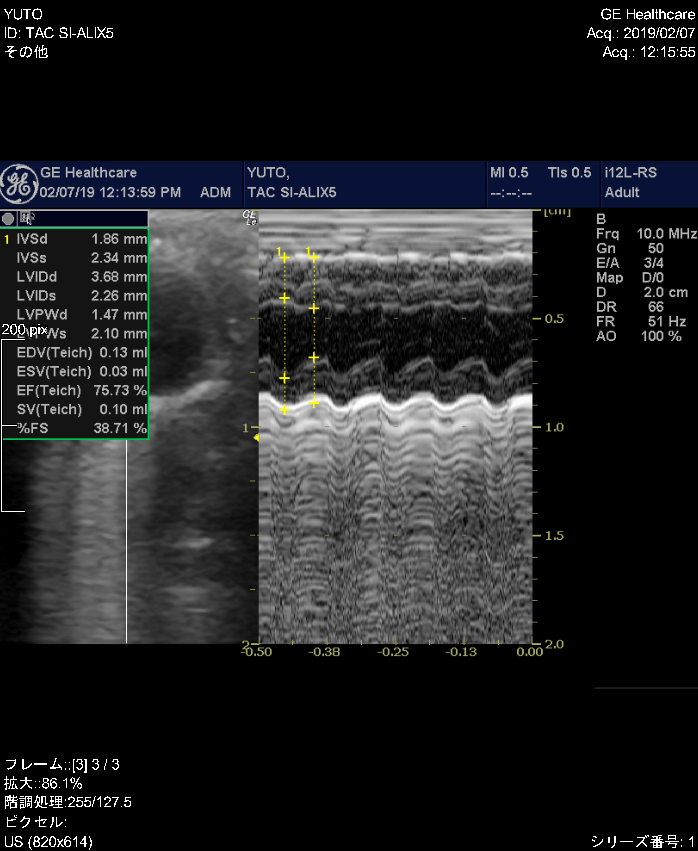 YUTO
ID: TAC SI-ALIX5
その他
GE Healthcare
Acq.: 2019/02/07
Acq.: 12:15:55
GE Healthcare
02/07/19 12:13:59 PM ADM
YUTO,
TAC SI-ALIX5
MI 0.5 TIs 0.5
--:--:--
i12L-RS
Adult
1 IVSd 1.86 mm
IVSs 2.34 mm
LVIDd 3.68 mm
LVIDs 2.26 mm
LVPWd 1.47 mm
200 pix
Ws 2.10 mm
EDV(Teich) 0.13 ml
ESV(Teich) 0.03 ml
EF(Teich) 75.73 %
SV(Teich) 0.10 ml
%FS 38.71 %
GE
1 1
0.5
1 1.0
1.5
2 2.0
-0.50 -0.38 -0.25 -0.13 0.00
B
Frq 10.0 MHz
Gn 50
E/A 3/4
Map D/0
D 2.0 cm
DR 66
FR 51 Hz
AO 100 %
フレーム::[3] 3 / 3
拡大::86.1%
階調処理:255/127.5
ピクセル:
US (820x614)
シリーズ番号: 1